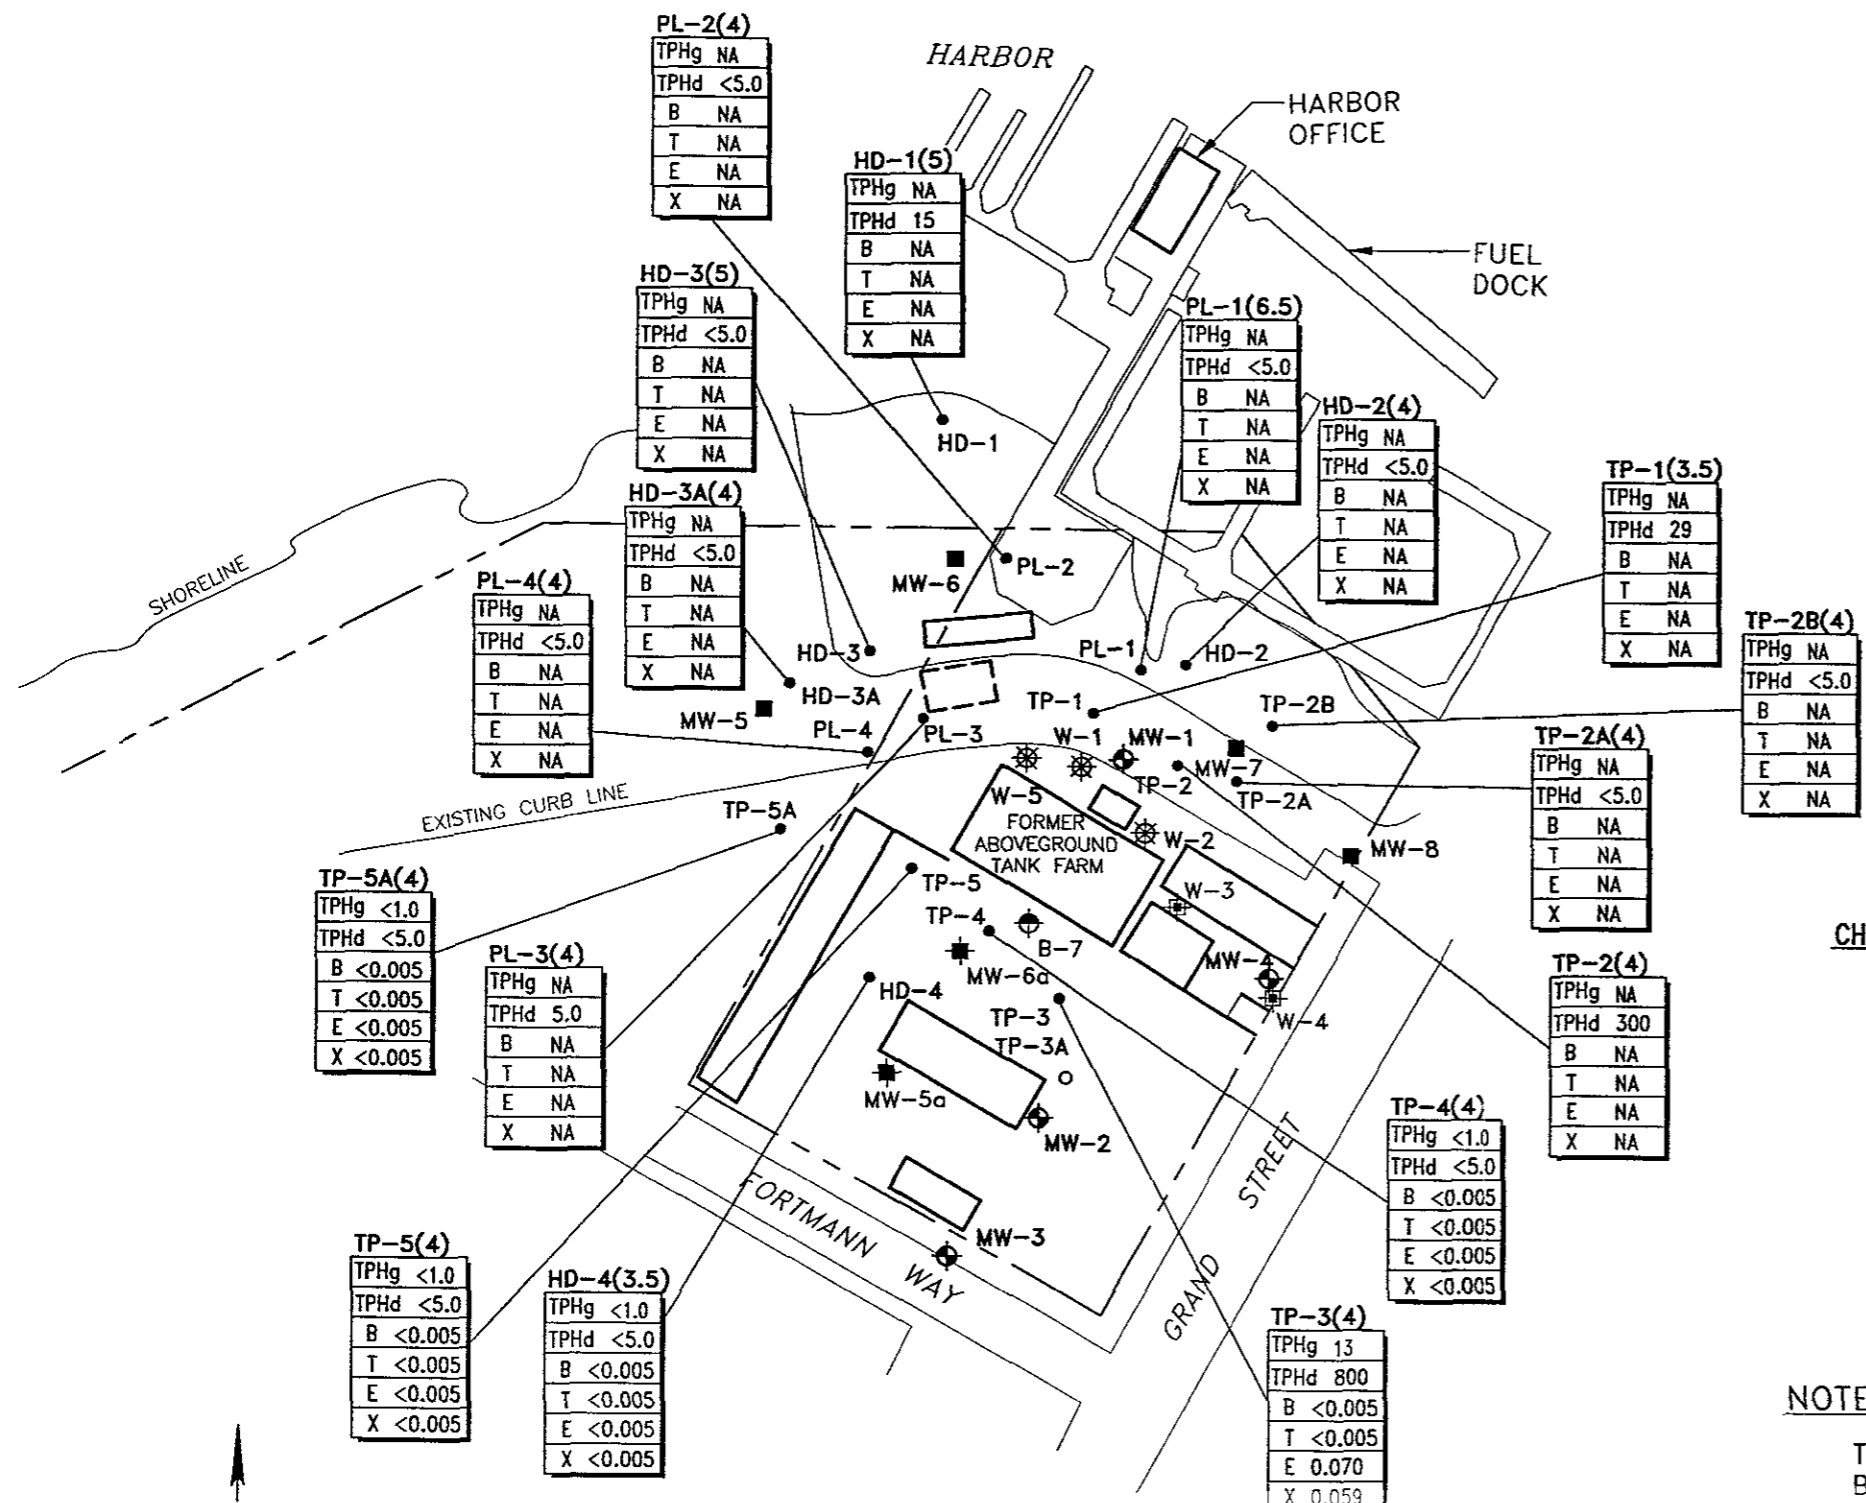 PL-2(4)
TPHg NA
TPHd <5.0
B NA
T NA
E NA
X NA
HARBOR
HARBOR
OFFICE
HD-1(5)
TPHg NA
TPHd 15
B NA
T NA
E NA
X NA
FUEL
DOCK
HD-3(5)
TPHg NA
TPHd <5.0
B NA
T NA
E NA
X NA
PL-1(6.5)
TPHg NA
TPHd <5.0
B NA
T NA
E NA
X NA
HD-2(4)
TPHg NA
TPHd <5.0
B NA
T NA
E NA
X NA
HD-1
TP-1(3.5)
TPHg NA
TPHd 29
B NA
T NA
E NA
X NA
HD-3A(4)
TPHg NA
TPHd <5.0
B NA
T NA
E NA
X NA
SHORELINE
PL-4(4)
TPHg NA
TPHd <5.0
B NA
T NA
E NA
X NA
MW-6
PL-2
TP-2B(4)
TPHg NA
TPHd <5.0
B NA
T NA
E NA
X NA
HD-3
PL-1
HD-2
HD-3A
MW-5
TP-1
TP-2B
PL-4
PL-3
W-1
MW-1
MW-7
TP-2
TP-2A
TP-2A(4)
TPHg NA
TPHd <5.0
B NA
T NA
E NA
X NA
EXISTING CURB LINE
TP-5A
W-5
FORMER
ABOVEGROUND
TANK FARM
W-2
MW-8
TP-5A(4)
TPHg <1.0
TPHd <5.0
B <0.005
T <0.005
E <0.005
X <0.005
TP-5
W-3
TP-4
B-7
CH
PL-3(4)
TPHg NA
TPHd 5.0
B NA
T NA
E NA
X NA
MW-6a
MW-4
HD-4
TP-2(4)
TPHg NA
TPHd 300
B NA
T NA
E NA
X NA
W-4
TP-3
TP-3A
MW-5a
MW-2
TP-4(4)
TPHg <1.0
TPHd <5.0
B <0.005
T <0.005
E <0.005
X <0.005
FORTMANN WAY
GRAND STREET
MW-3
TP-5(4)
TPHg <1.0
TPHd <5.0
B <0.005
T <0.005
E <0.005
X <0.005
HD-4(3.5)
TPHg <1.0
TPHd <5.0
B <0.005
T <0.005
E <0.005
X <0.005
TP-3(4)
TPHg 13
TPHd 800
B <0.005
T <0.005
E 0.070
X 0.059
NOTE
T
B